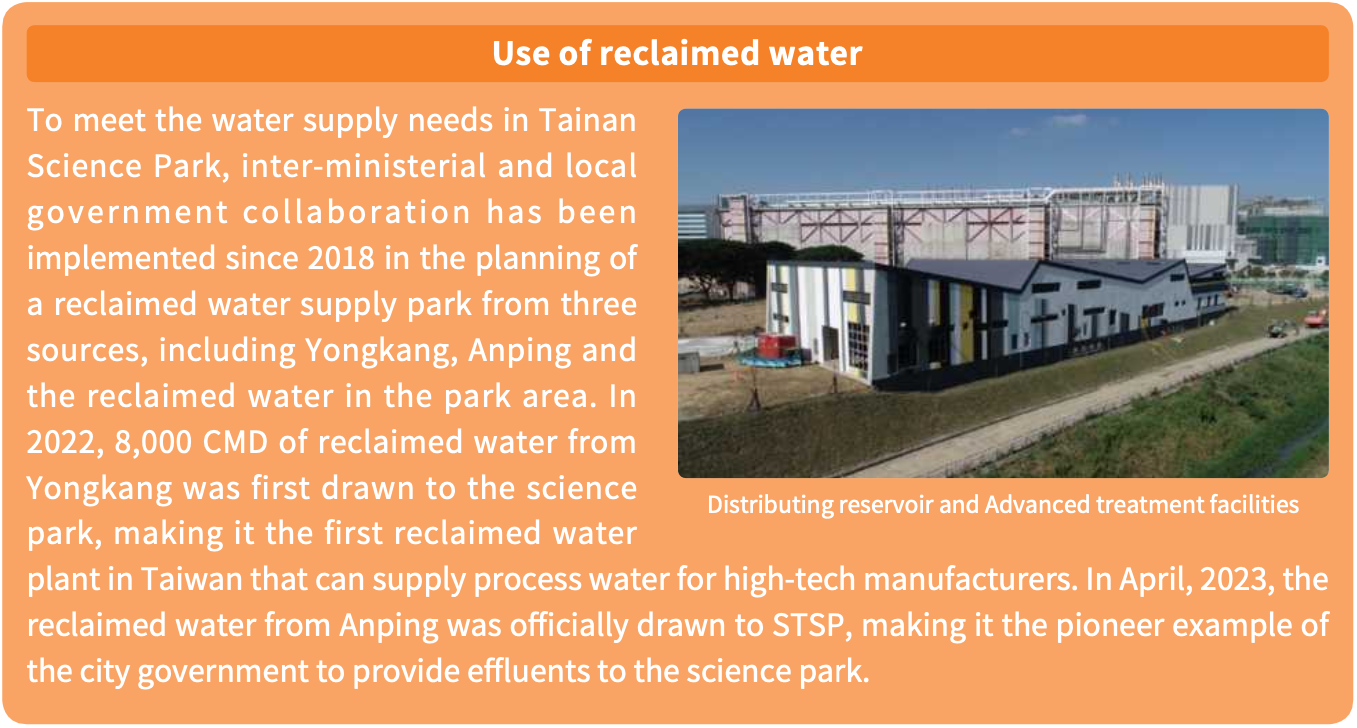 Use of reclaimed water
To meet the water supply needs in Tainan
Science Park, inter-ministerial and local
government collaboration has been
implemented since 2018 in the planning of
a reclaimed water supply park from three
sources, including Yongkang, Anping and
the reclaimed water in the park area. In
2022, 8,000 CMD of reclaimed water from
Yongkang was first drawn to the science
park, making it the first reclaimed water
plant in Taiwan that can supply process water for high-tech manufacturers. In April, 2023, the
reclaimed water from Anping was officially drawn to STSP, making it the pioneer example of
the city government to provide effluents to the science park.
Distributing reservoir and Advanced treatment facilities